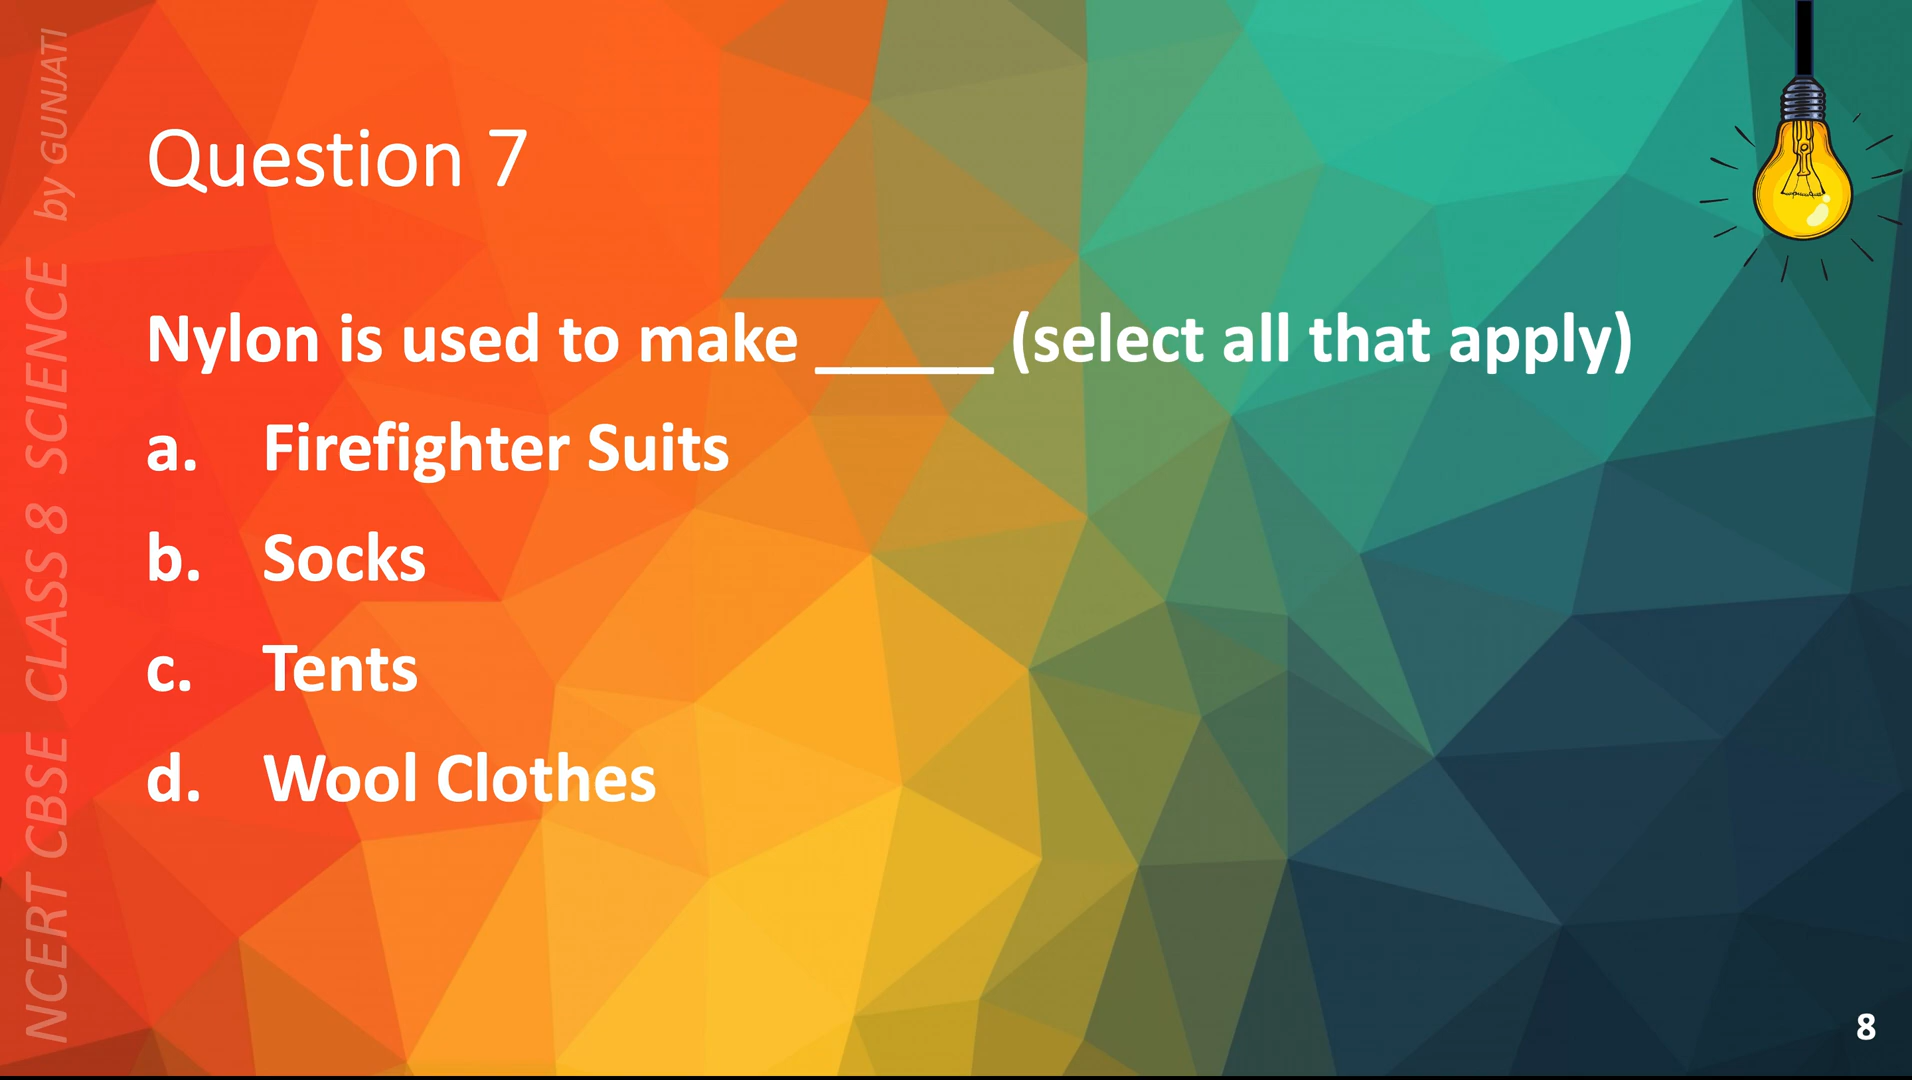 Question 7
Nylon is used to make _____ (select all that apply)
a. Firefighter Suits
b. Socks
c. Tents
d. Wool Clothes
NCERT CBSE CLASS 8 SCIENCE by GUNJATI
8